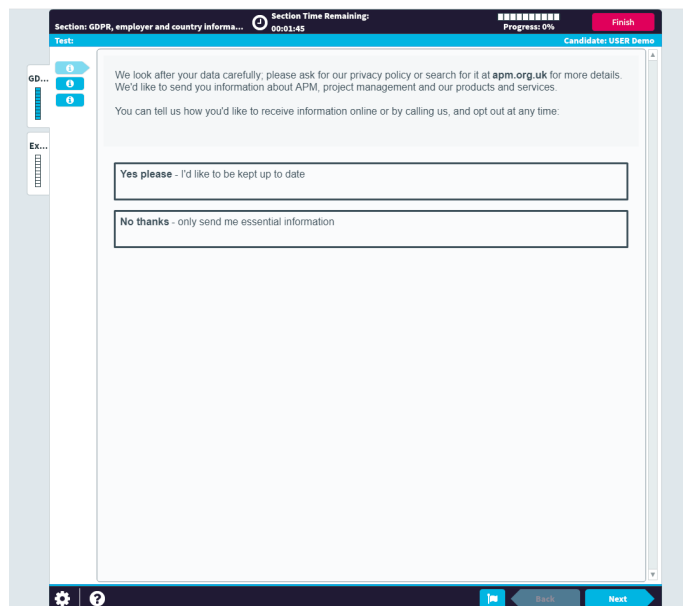 Section: GDPR, employer and country informa...
Section Time Remaining:
00:01:45
Progress: 0%
Finish
Test:
Candidate: USER Demo
GD...
Ex...
We look after your data carefully; please ask for our privacy policy or search for it at apm.org.uk for more details.
We'd like to send you information about APM, project management and our products and services.
You can tell us how you'd like to receive information online or by calling us, and opt out at any time.
Yes please - I'd like to be kept up to date
No thanks - only send me essential information
Back
Next